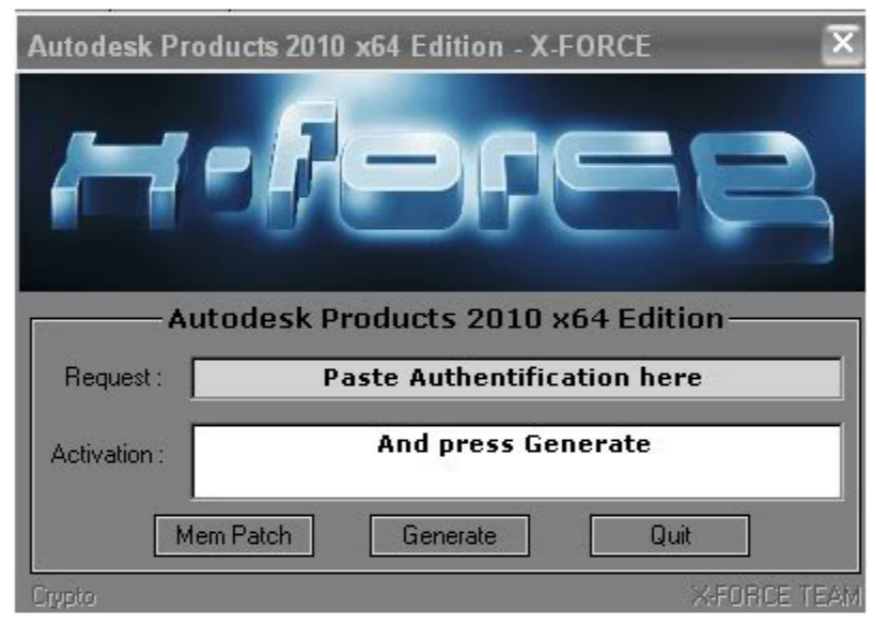 Autodesk Products 2010 x64 Edition - X-FORCE
x-force
Autodesk Products 2010 x64 Edition
Request :
Paste Authentification here
Activation :
And press Generate
Mem Patch
Generate
Quit
Crypto
X-FORCE TEAM